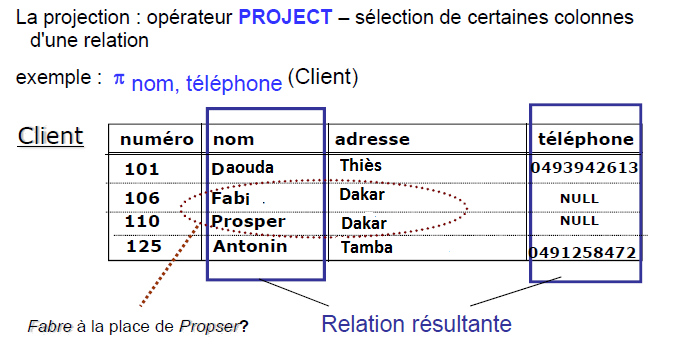 La projection : opérateur PROJECT – sélection de certaines colonnes
d'une relation
exemple : π nom, téléphone (Client)
Client
numéro nom adresse téléphone
101 Daouda Thiès 0493942613
106 Fabi . Dakar NULL
110 Prosper Dakar NULL
125 Antonin Tamba 0491258472
Fabre à la place de Propser?
Relation résultante